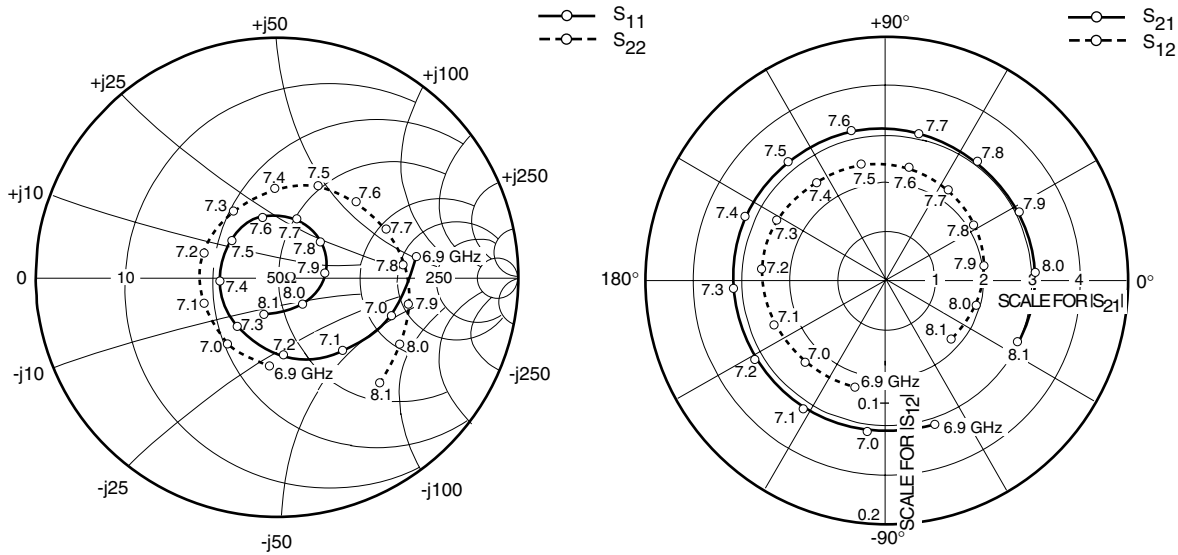 S11
S22
+j50
+j25
+j100
+j10
+j250
0
10
50Ω
250
-j10
-j250
-j25
-j100
-j50
6.9 GHz
7.0
7.1
7.2
7.3
7.4
7.5
7.6
7.7
7.8
7.9
8.0
8.1
6.9 GHz
7.0
7.1
7.2
7.3
7.4
7.5
7.6
7.7
7.8
7.9
8.0
8.1
S21
S12
+90°
180°
0°
-90°
1
2
3
4
SCALE FOR |S21|
0.1
0.2
SCALE FOR |S12|
6.9 GHz
7.0
7.1
7.2
7.3
7.4
7.5
7.6
7.7
7.8
7.9
8.0
8.1
6.9 GHz
7.0
7.1
7.2
7.3
7.4
7.5
7.6
7.7
7.8
7.9
8.0
8.1